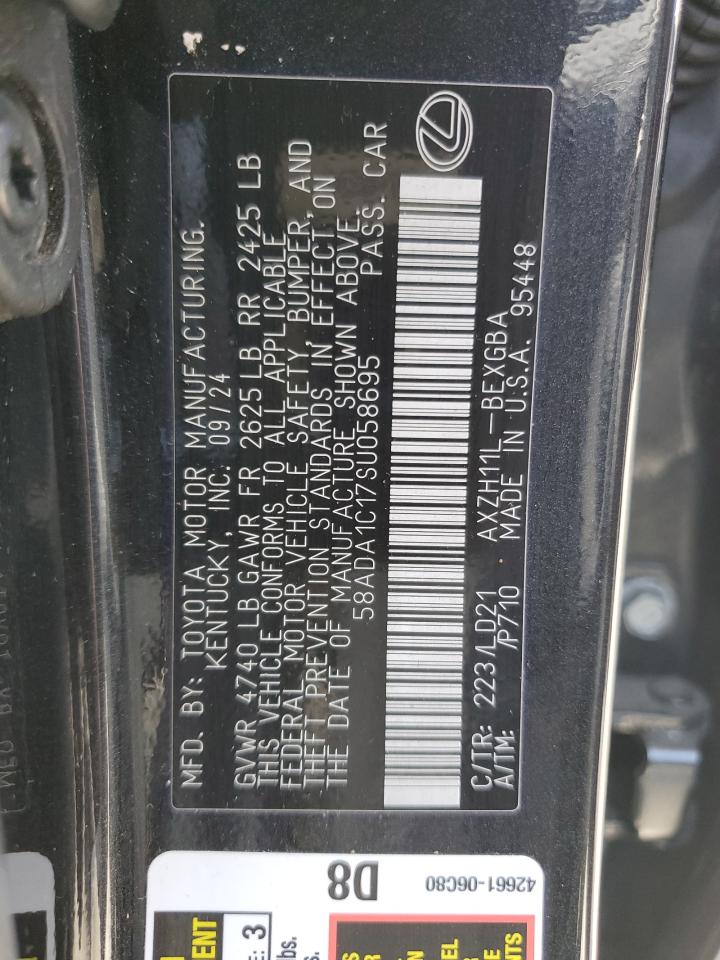 MFD. BY: TOYOTA MOTOR MANUFACTURING.
KENTUCKY, INC. 09/24
GVWR 4740 LB GAWR FR 2625 LB RR 2425 LB
THIS VEHICLE CONFORMS TO ALL APPLICABLE
FEDERAL MOTOR VEHICLE SAFETY, BUMPER, AND
THEFT PREVENTION STANDARDS IN EFFECT ON
THE DATE OF MANUFACTURE SHOWN ABOVE.
58ADA1C17SU058695 PASS. CAR
C/TR: 223/LD21 AXZH11L-BEXGBA
A/TM: /P710 MADE IN U.S.A. 95448
D8
42661-06C80
ENT
E: 3
lbs.